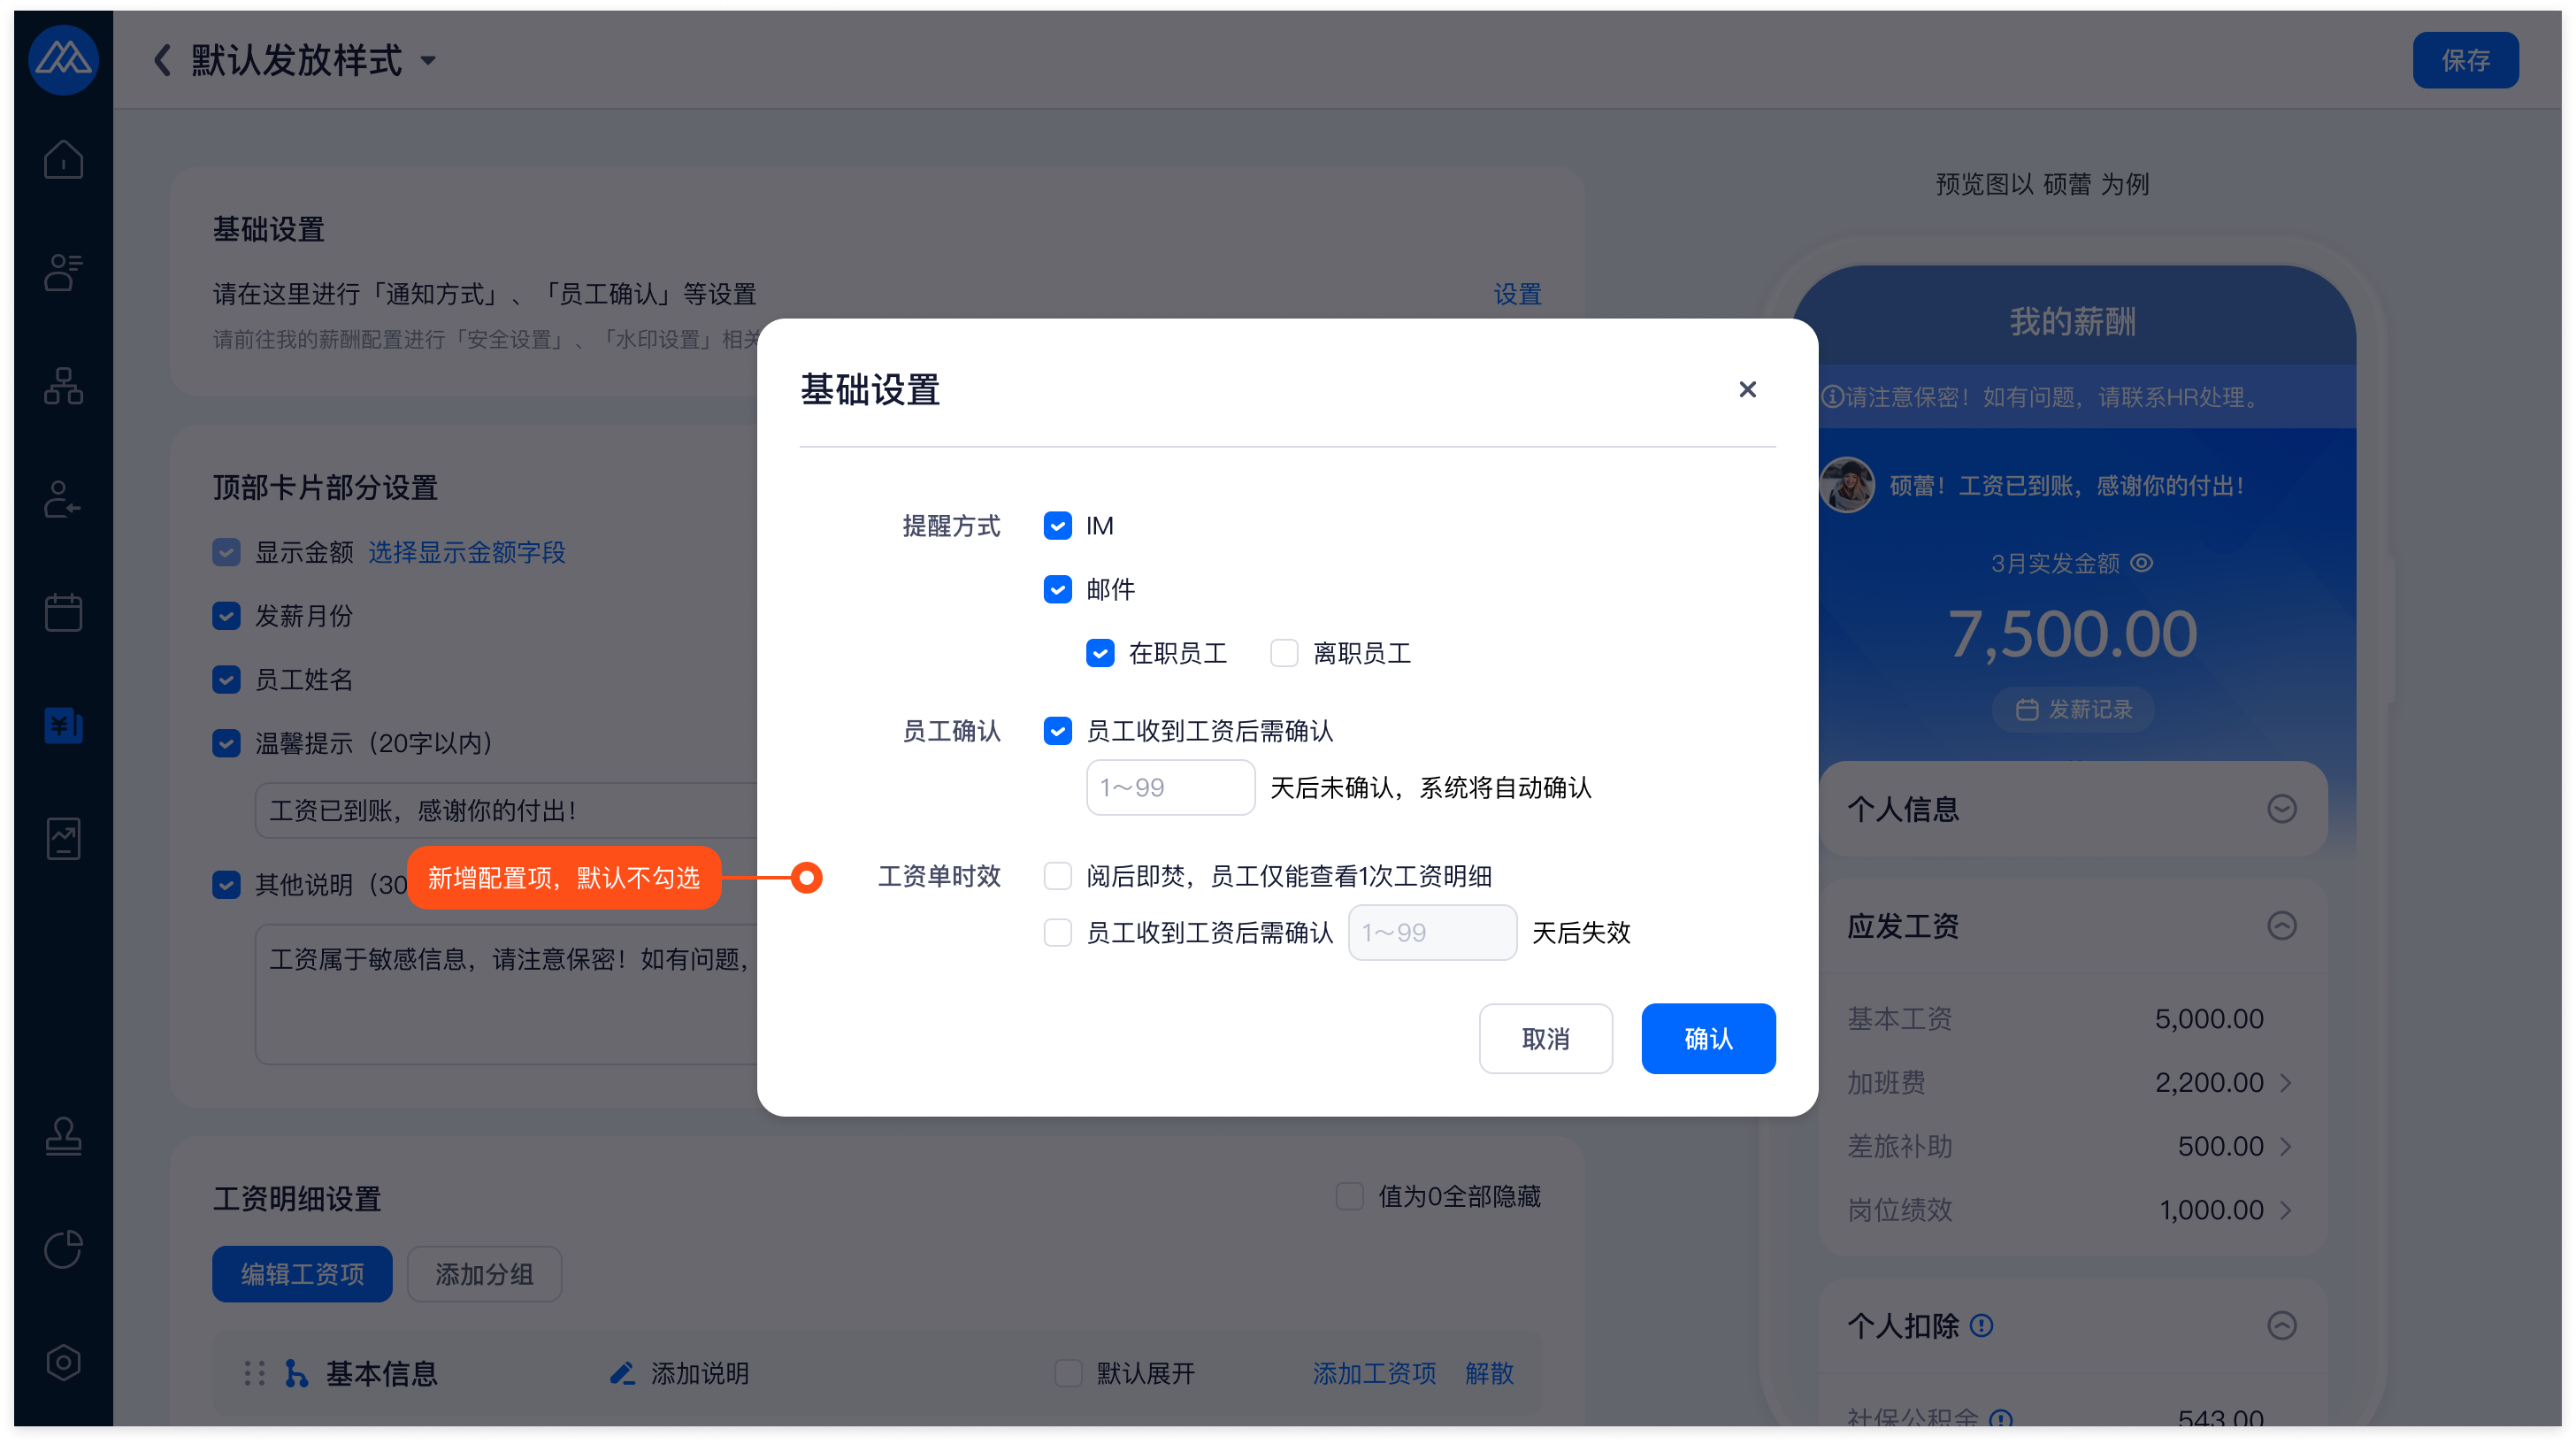 默认发放样式
保存
基础设置
请在这里进行「通知方式」、「员工确认」等设置
设置
请前往我的薪酬配置进行「安全设置」、「水印设置」相关
顶部卡片部分设置
显示金额 选择显示金额字段
发薪月份
员工姓名
温馨提示（20字以内）
工资已到账，感谢你的付出！
其他说明（30
新增配置项，默认不勾选
工资属于敏感信息，请注意保密！如有问题，
工资明细设置
值为0全部隐藏
编辑工资项
添加分组
基本信息
添加说明
默认展开
添加工资项
解散
基础设置
提醒方式
IM
邮件
在职员工
离职员工
员工确认
员工收到工资后需确认
1～99 天后未确认，系统将自动确认
工资单时效
阅后即焚，员工仅能查看1次工资明细
员工收到工资后需确认 1～99 天后失效
取消
确认
预览图以 硕蕾 为例
我的薪酬
请注意保密！如有问题，请联系HR处理。
硕蕾！工资已到账，感谢你的付出！
3月实发金额
7,500.00
发薪记录
个人信息
应发工资
基本工资 5,000.00
加班费 2,200.00
差旅补助 500.00
岗位绩效 1,000.00
个人扣除
社保公积金 543.00